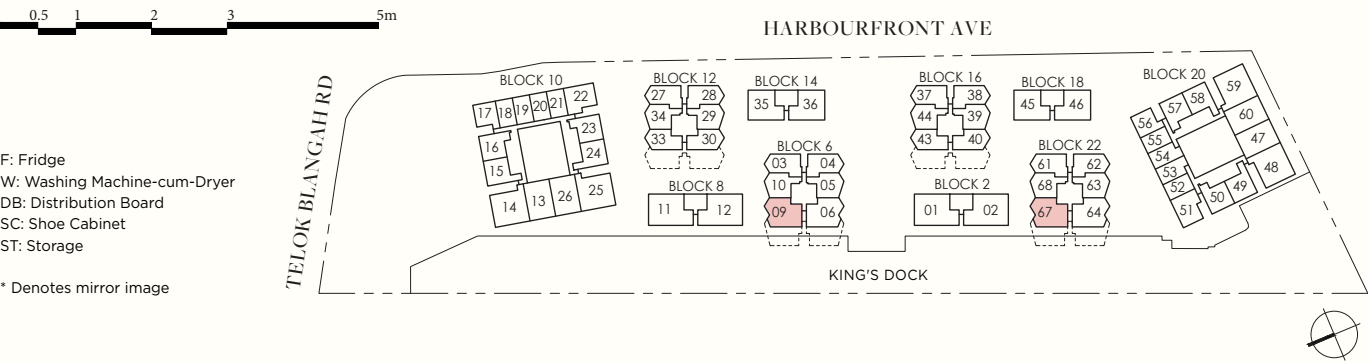 0.5 1 2 3 5m
HARBOURFRONT AVE
TELOK BLANGAH RD
F: Fridge
W: Washing Machine-cum-Dryer
DB: Distribution Board
SC: Shoe Cabinet
ST: Storage
* Denotes mirror image
BLOCK 10
17 18 19 20 21 22
16 23
15 24
14 13 26 25
BLOCK 12
27 28
34 29
33 30
BLOCK 14
35 36
BLOCK 6
03 04
10 05
09 06
BLOCK 8
11 12
BLOCK 16
37 38
44 39
43 40
BLOCK 18
45 46
BLOCK 22
61 62
68 63
67 64
BLOCK 2
01 02
BLOCK 20
59
58
57
56 60
55 47
54
53 48
52 49
51 50
KING'S DOCK